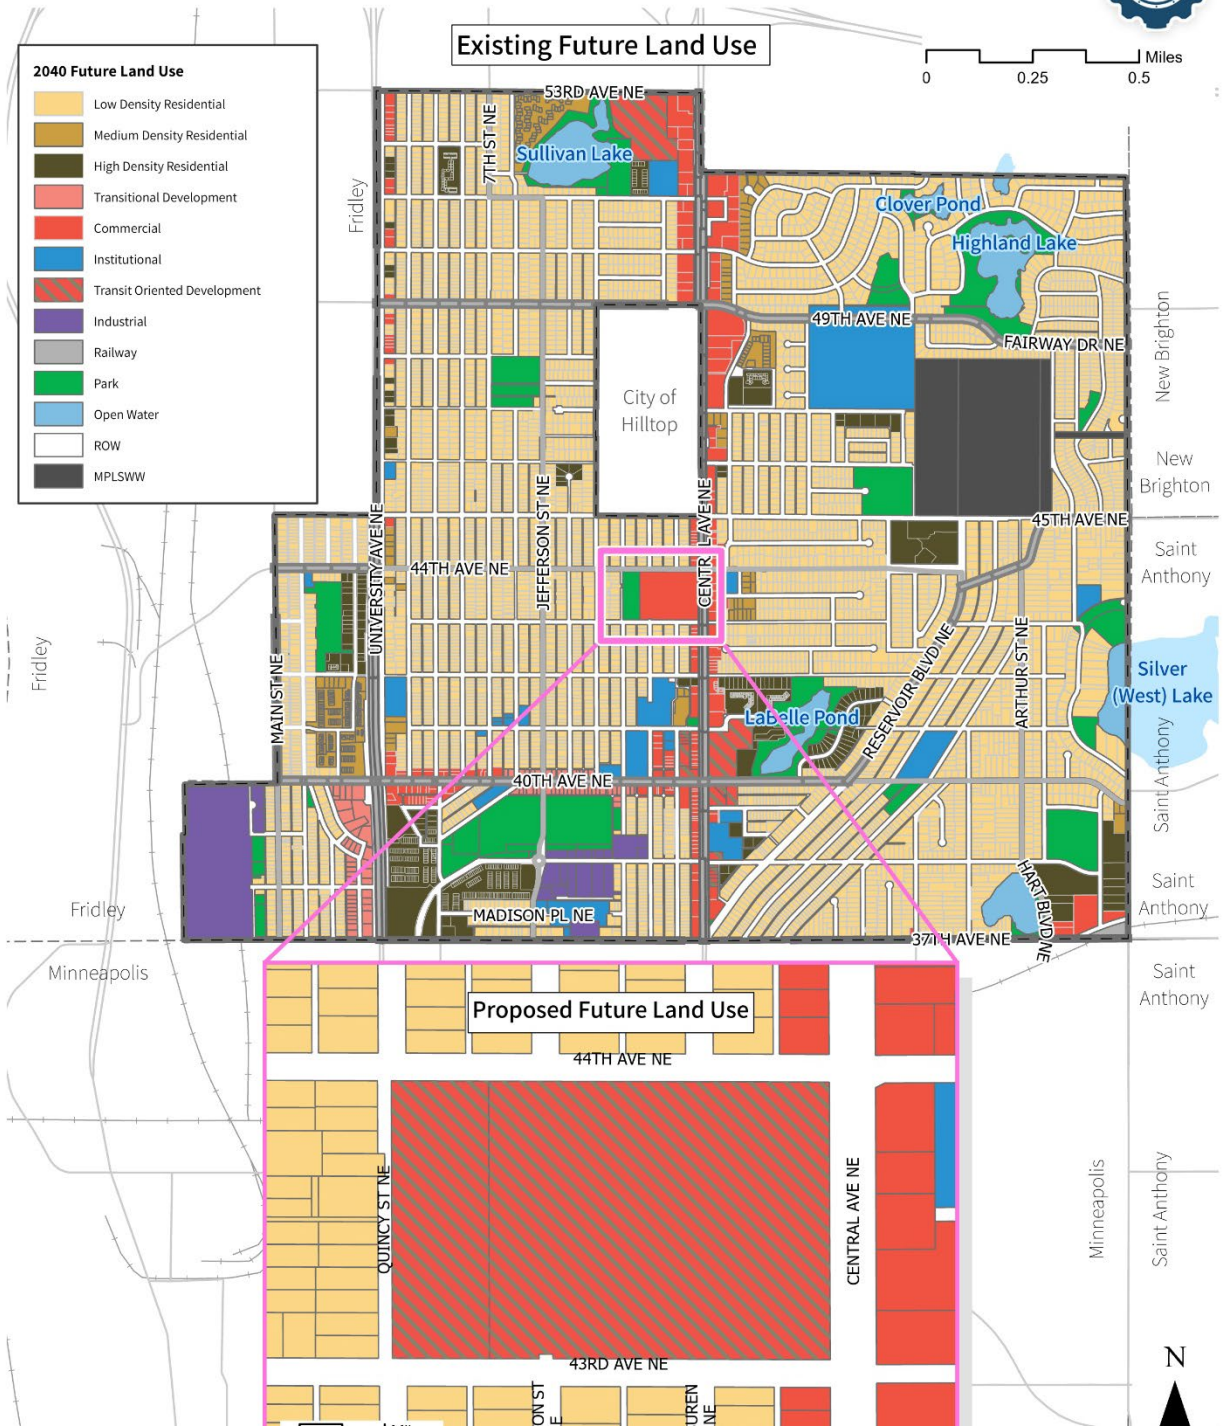 Existing Future Land Use
Miles
0 0.25 0.5
2040 Future Land Use
Low Density Residential
Medium Density Residential
High Density Residential
Transitional Development
Commercial
Institutional
Transit Oriented Development
Industrial
Railway
Park
Open Water
ROW
MPLSWW
53RD AVE NE
7TH ST NE
Sullivan Lake
Fridley
Clover Pond
Highland Lake
49TH AVE NE
FAIRWAY DR NE
New Brighton
City of
Hilltop
New
Brighton
45TH AVE NE
UNIVERSITY AVE NE
JEFFERSON ST NE
CENTR L AVE NE
44TH AVE NE
Saint
Anthony
Fridley
MAIN ST NE
RESERVOIR BLVD NE
ARTHUR ST NE
Silver
(West) Lake
LaBelle Pond
Saint Anthony
40TH AVE NE
HART BLVD NE
Saint
Anthony
Fridley
MADISON PL NE
37TH AVE NE
Minneapolis
Saint
Anthony
Proposed Future Land Use
44TH AVE NE
QUINCY ST NE
CENTRAL AVE NE
Minneapolis
Saint Anthony
43RD AVE NE
ON ST
E
UREN
NE
N